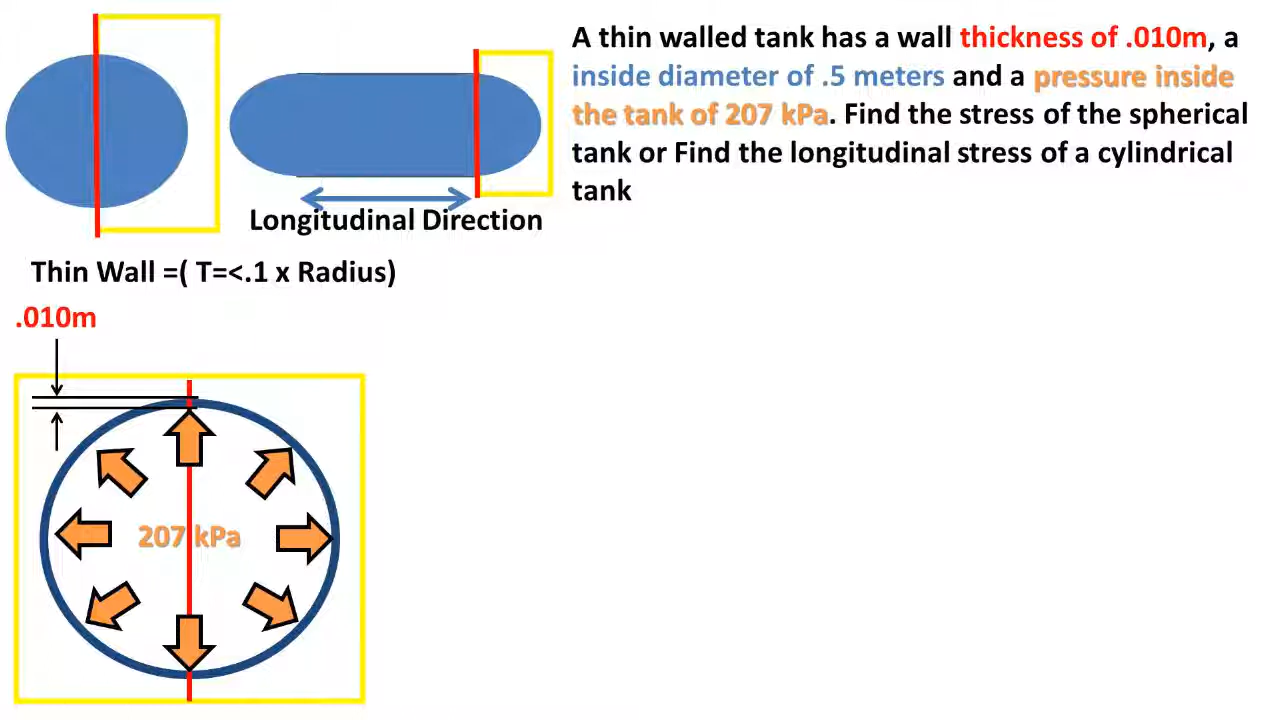 A thin walled tank has a wall thickness of .010m, a
inside diameter of .5 meters and a pressure inside
the tank of 207 kPa. Find the stress of the spherical
tank or Find the longitudinal stress of a cylindrical
tank
Longitudinal Direction
Thin Wall =( T=<.1 x Radius)
.010m
207 kPa